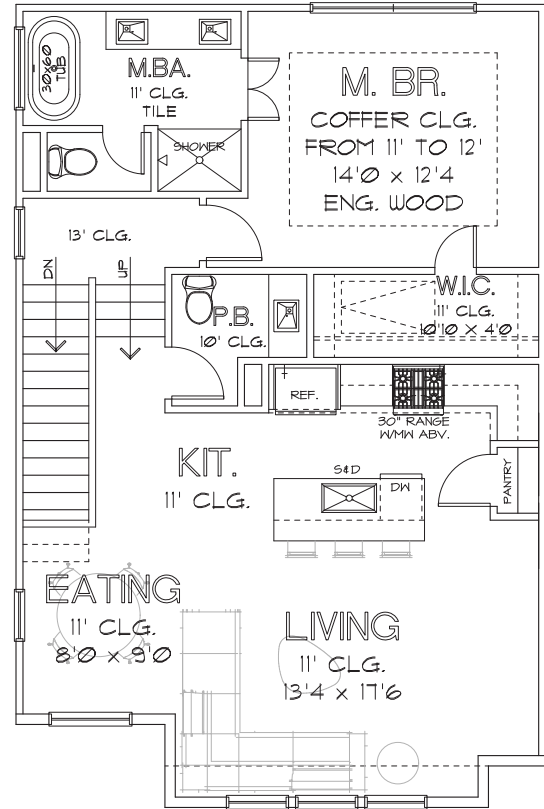 30x60
TUB
M.BA.
11' CLG.
TILE
SHOWER
M. BR.
COFFER CLG.
FROM 11' TO 12'
14'0 x 12'4
ENG. WOOD
13' CLG.
DN
UP
P.B.
10' CLG.
W.I.C.
11' CLG.
10'10 x 4'0
REF.
30" RANGE
W/MW ABV.
KIT.
11' CLG.
S&D
DW
PANTRY
EATING
11' CLG.
8'0 x 9'0
LIVING
11' CLG.
13'4 x 17'6